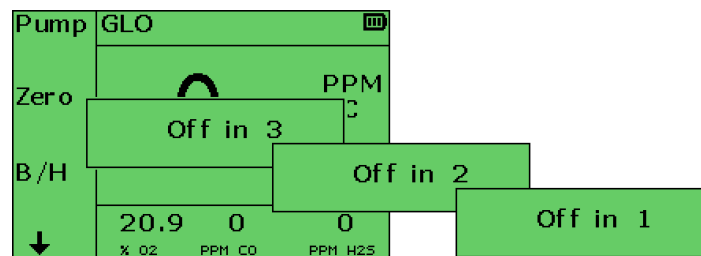 Pump GLO
Zero PPM
Off in 3
B/H Off in 2
Off in 1
20.9 0 0
% O2 PPM CO PPM H2S